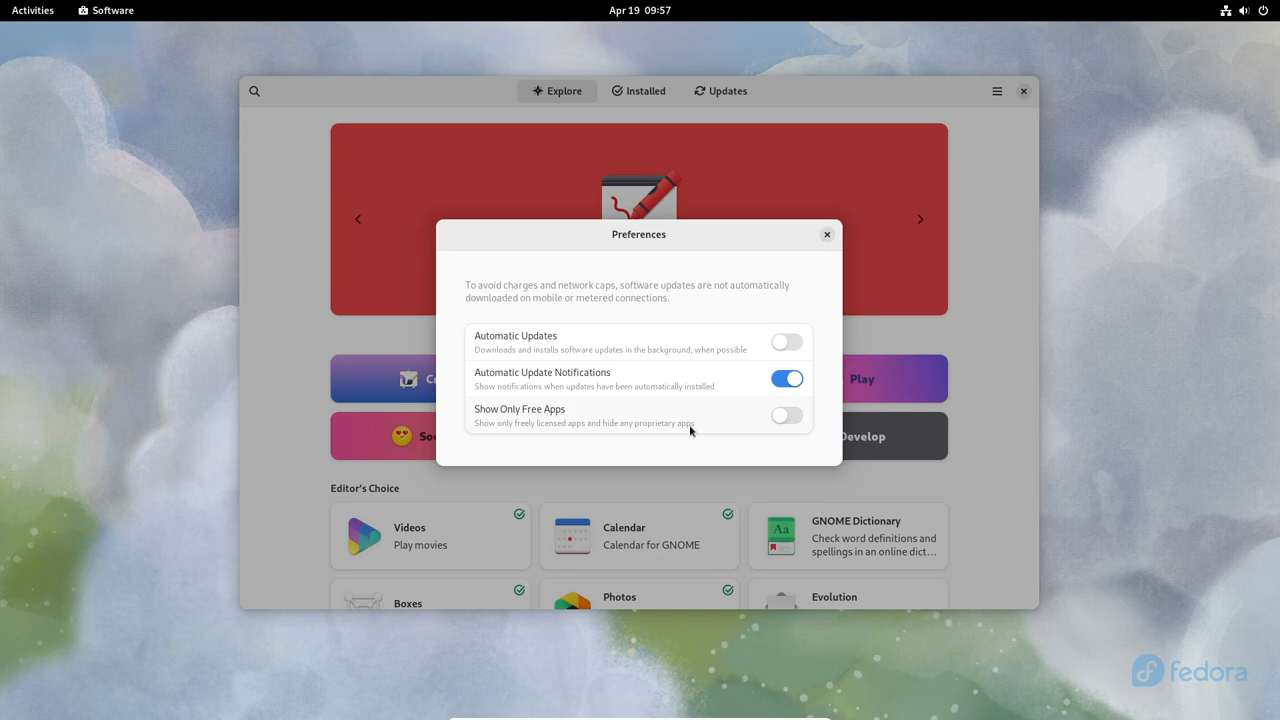 Activities
Software
Apr 19 09:57
Explore
Installed
Updates
Preferences
To avoid charges and network caps, software updates are not automatically
downloaded on mobile or metered connections.
Automatic Updates
Downloads and installs software updates in the background, when possible
Automatic Update Notifications
Show notifications when updates have been automatically installed
Show Only Free Apps
Show only freely licensed apps and hide any proprietary apps
Play
Develop
Editor's Choice
Videos
Play movies
Calendar
Calendar for GNOME
Aa
GNOME Dictionary
Check word definitions and
spellings in an online dict…
Boxes
Photos
Evolution
fedora